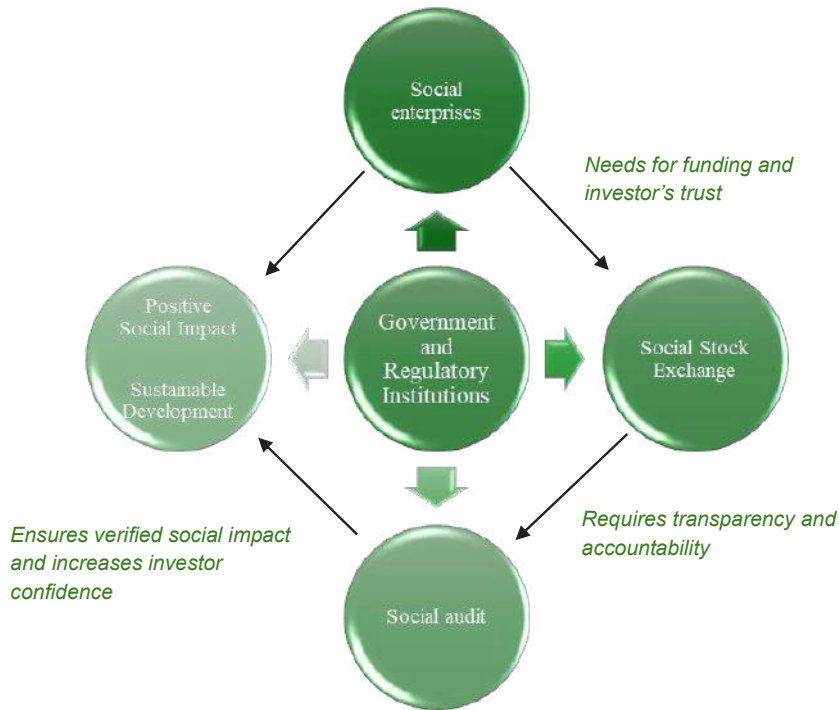 Social
enterprises
Needs for funding and
investor’s trust
Positive
Social Impact
Sustainable
Development
Government
and
Regulatory
Institutions
Social Stock
Exchange
Ensures verified social impact
and increases investor
confidence
Requires transparency and
accountability
Social audit